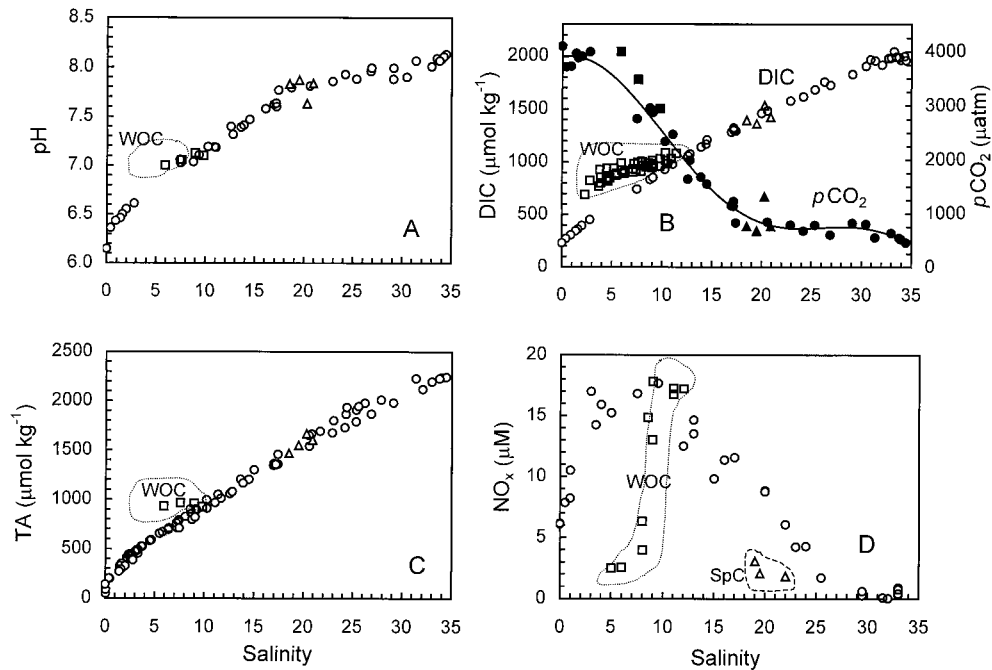 8.5
8.0
7.5
7.0
6.5
6.0
pH
WOC
A
0 5 10 15 20 25 30 35
2000
1500
1000
500
0
DIC (μmol kg⁻¹)
DIC
WOC
B
pCO₂
4000
3000
2000
1000
0
pCO₂ (μatm)
0 5 10 15 20 25 30 35
2500
2000
1500
1000
500
0
TA (μmol kg⁻¹)
WOC
C
0 5 10 15 20 25 30 35
Salinity
20
15
10
5
0
NOₓ (μM)
WOC
D
SpC
0 5 10 15 20 25 30 35
Salinity